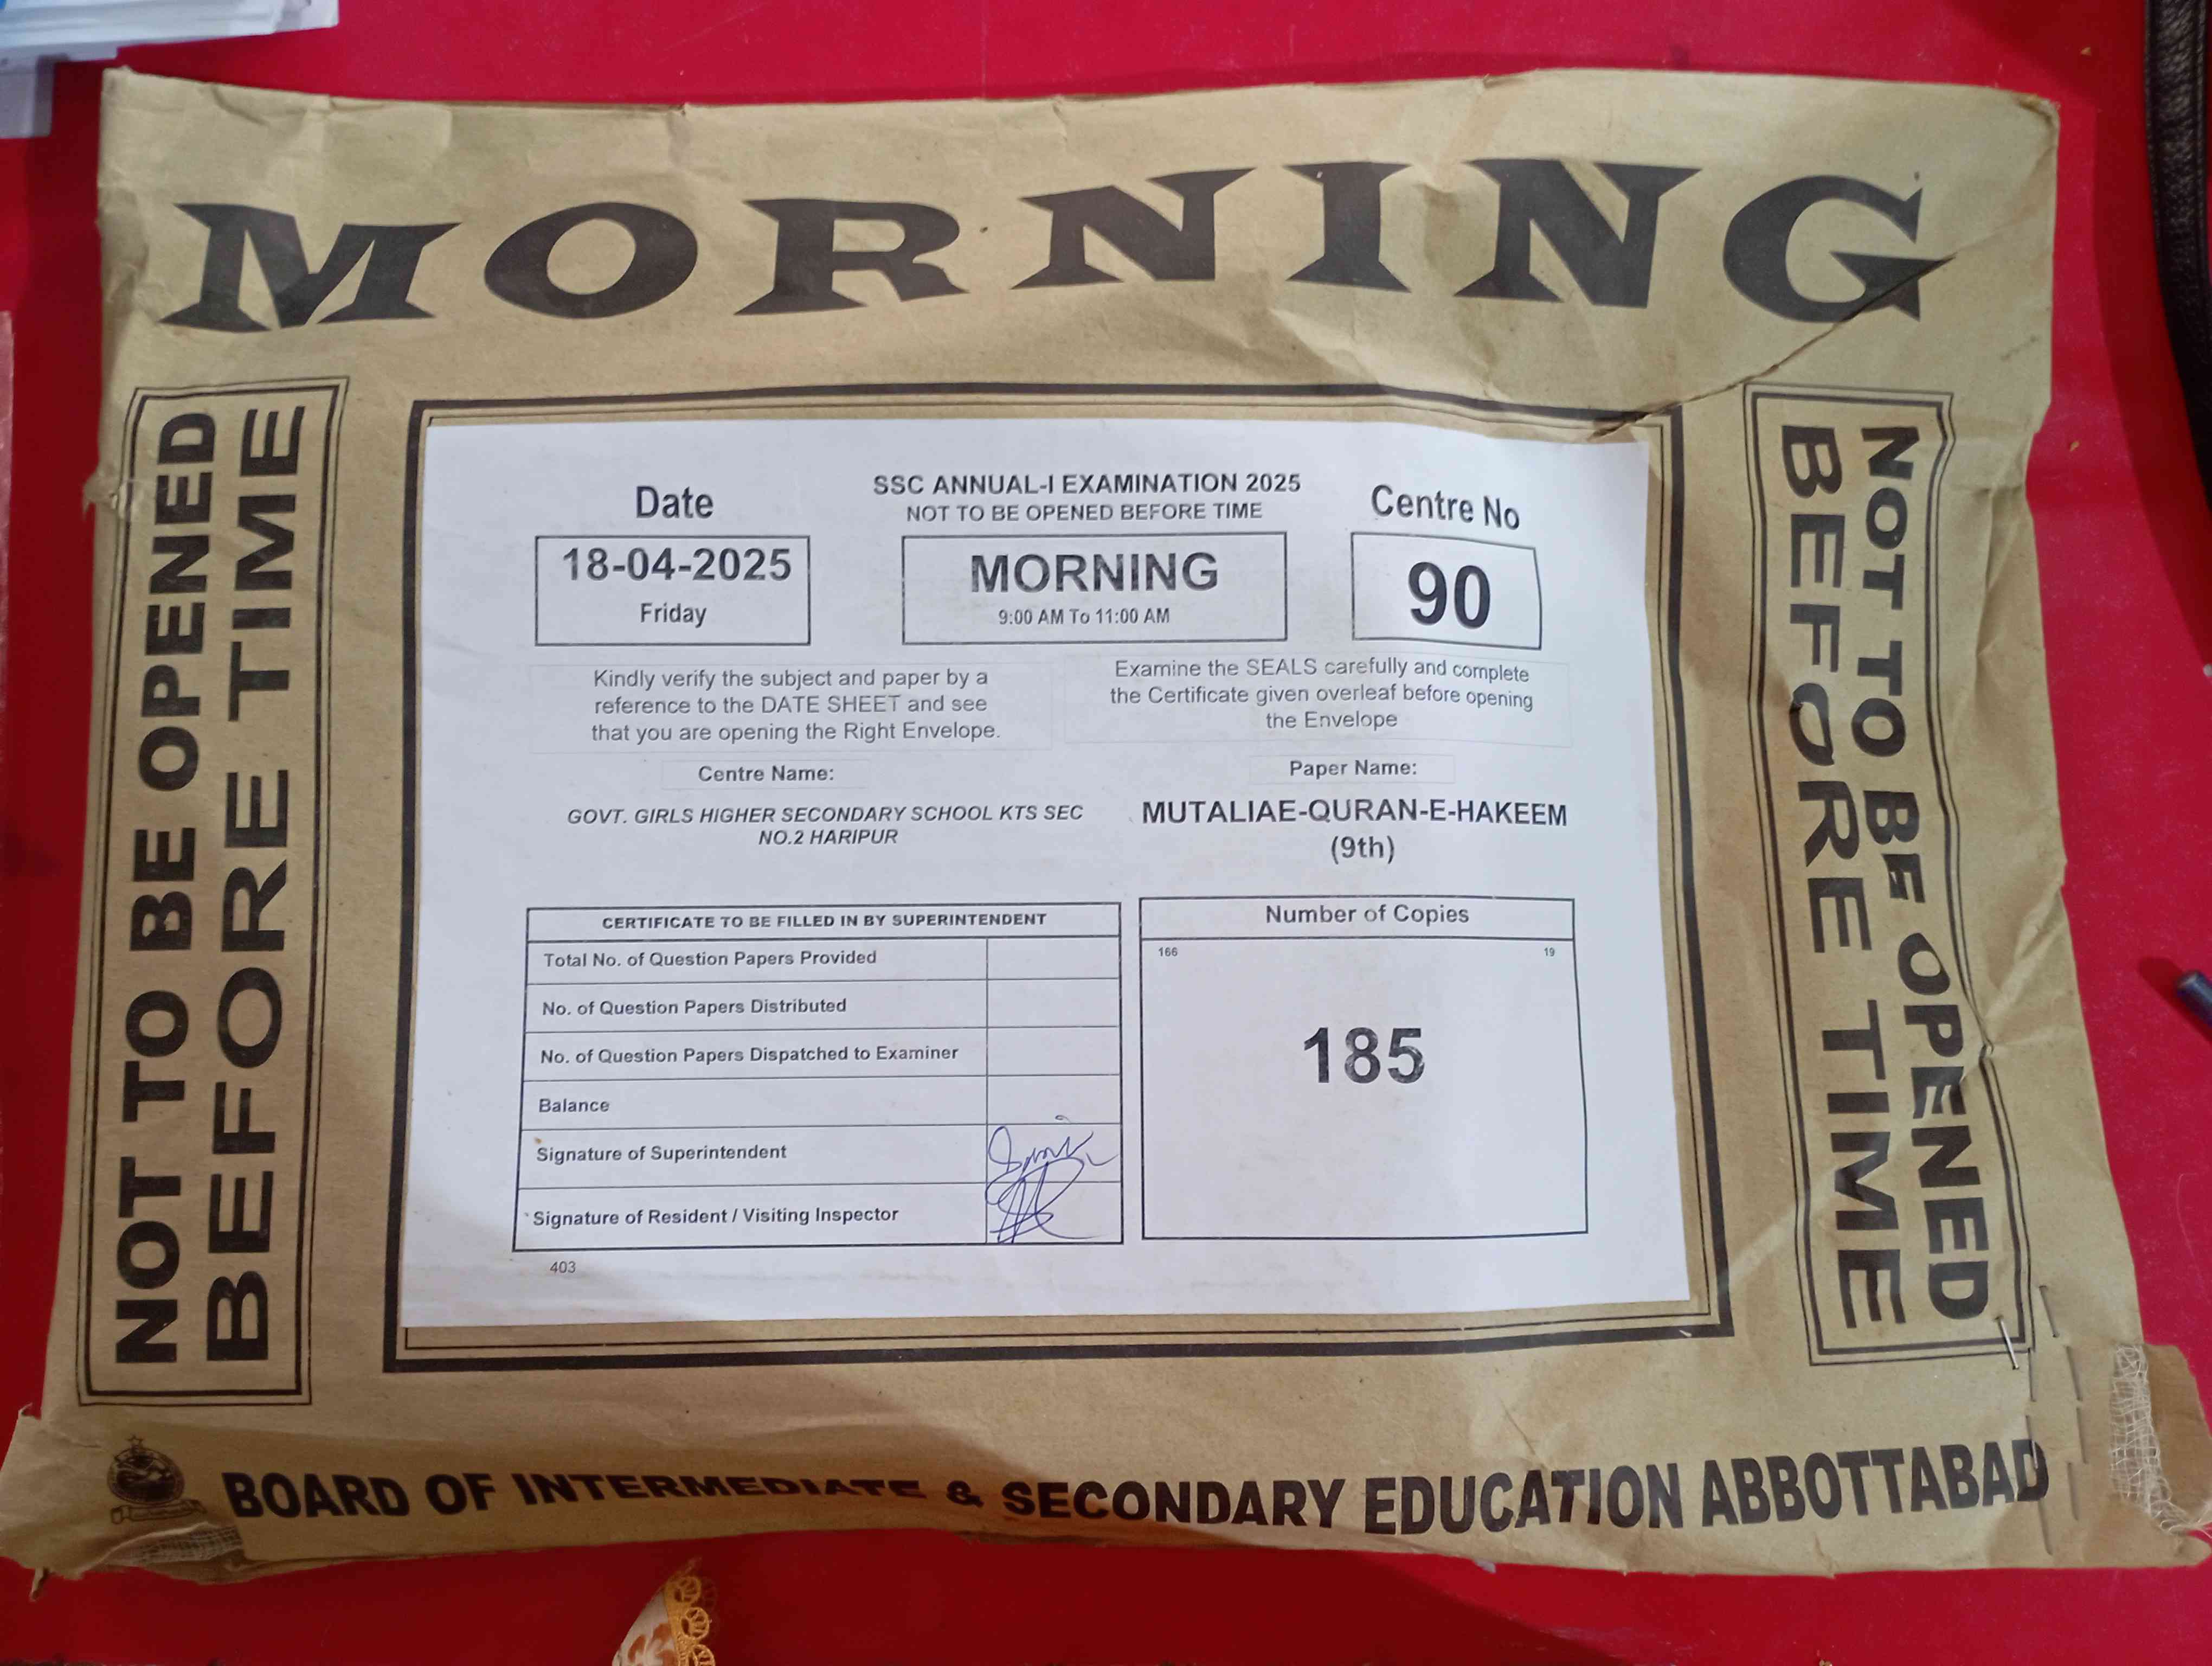 MORNING
NOT TO BE OPENED
BEFORE TIME
Date
18-04-2025
Friday
SSC ANNUAL-I EXAMINATION 2025
NOT TO BE OPENED BEFORE TIME
MORNING
9:00 AM To 11:00 AM
Centre No
90
Kindly verify the subject and paper by a
reference to the DATE SHEET and see
that you are opening the Right Envelope.
Examine the SEALS carefully and complete
the Certificate given overleaf before opening
the Envelope
Centre Name:
GOVT. GIRLS HIGHER SECONDARY SCHOOL KTS SEC
NO.2 HARIPUR
Paper Name:
MUTALIAE-QURAN-E-HAKEEM
(9th)
CERTIFICATE TO BE FILLED IN BY SUPERINTENDENT
Total No. of Question Papers Provided
No. of Question Papers Distributed
No. of Question Papers Dispatched to Examiner
Balance
Signature of Superintendent
Signature of Resident / Visiting Inspector
403
Number of Copies
166 19
185
NOT TO BE OPENED
BEFORE TIME
BOARD OF INTERMEDIATE & SECONDARY EDUCATION ABBOTTABAD